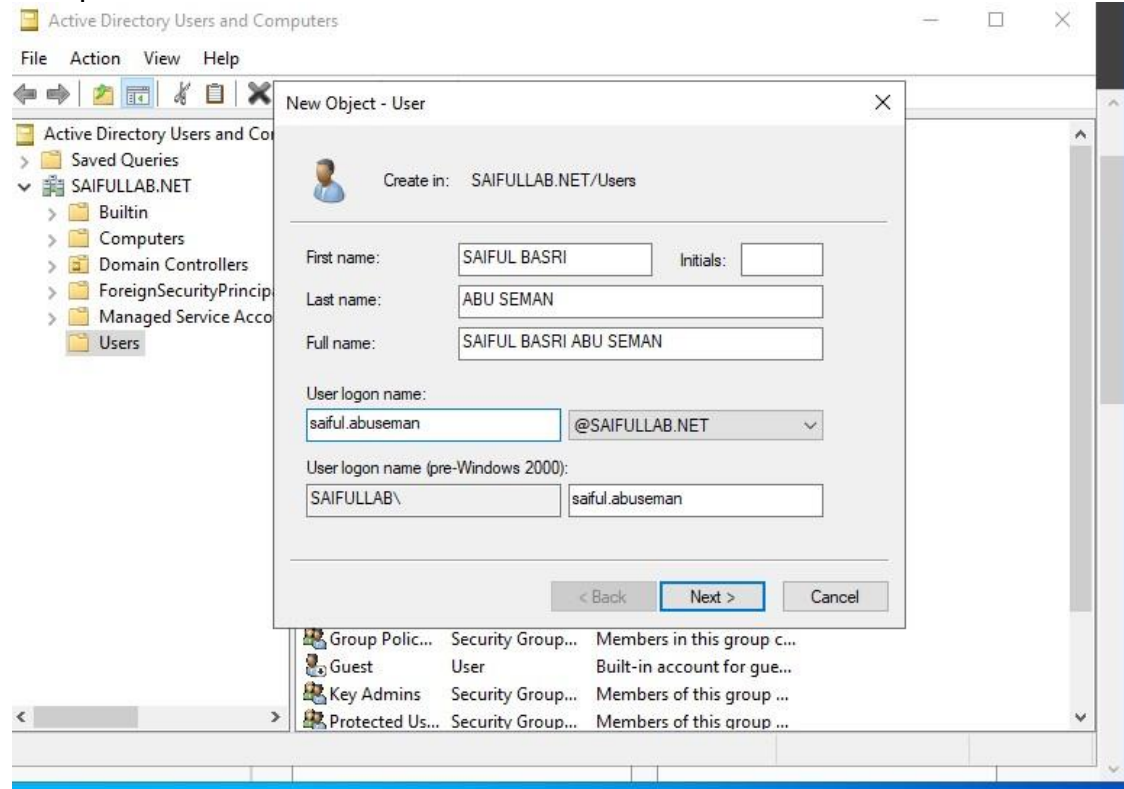 Active Directory Users and Computers
File Action View Help
Active Directory Users and Co
Saved Queries
SAIFULLAB.NET
Builtin
Computers
Domain Controllers
ForeignSecurityPrincip
Managed Service Acco
Users
New Object - User
Create in: SAIFULLAB.NET/Users
First name: SAIFUL BASRI Initials:
Last name: ABU SEMAN
Full name: SAIFUL BASRI ABU SEMAN
User logon name:
saiful.abuseman @SAIFULLAB.NET
User logon name (pre-Windows 2000):
SAIFULLAB\ saiful.abuseman
< Back Next > Cancel
Group Polic... Security Group... Members in this group c...
Guest User Built-in account for gue...
Key Admins Security Group... Members of this group ...
Protected Us... Security Group... Members of this group ...